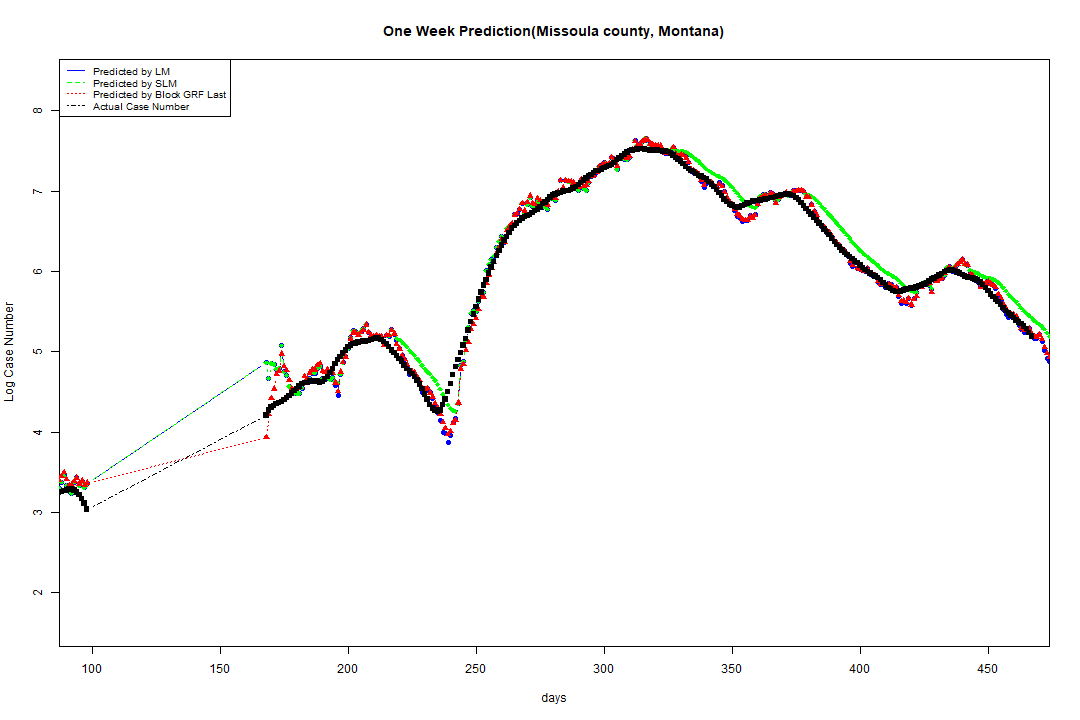 One Week Prediction(Missoula county, Montana)
Predicted by LM
Predicted by SLM
Predicted by Block GRF Last
Actual Case Number
8
7
6
5
4
3
2
Log Case Number
100 150 200 250 300 350 400 450
days